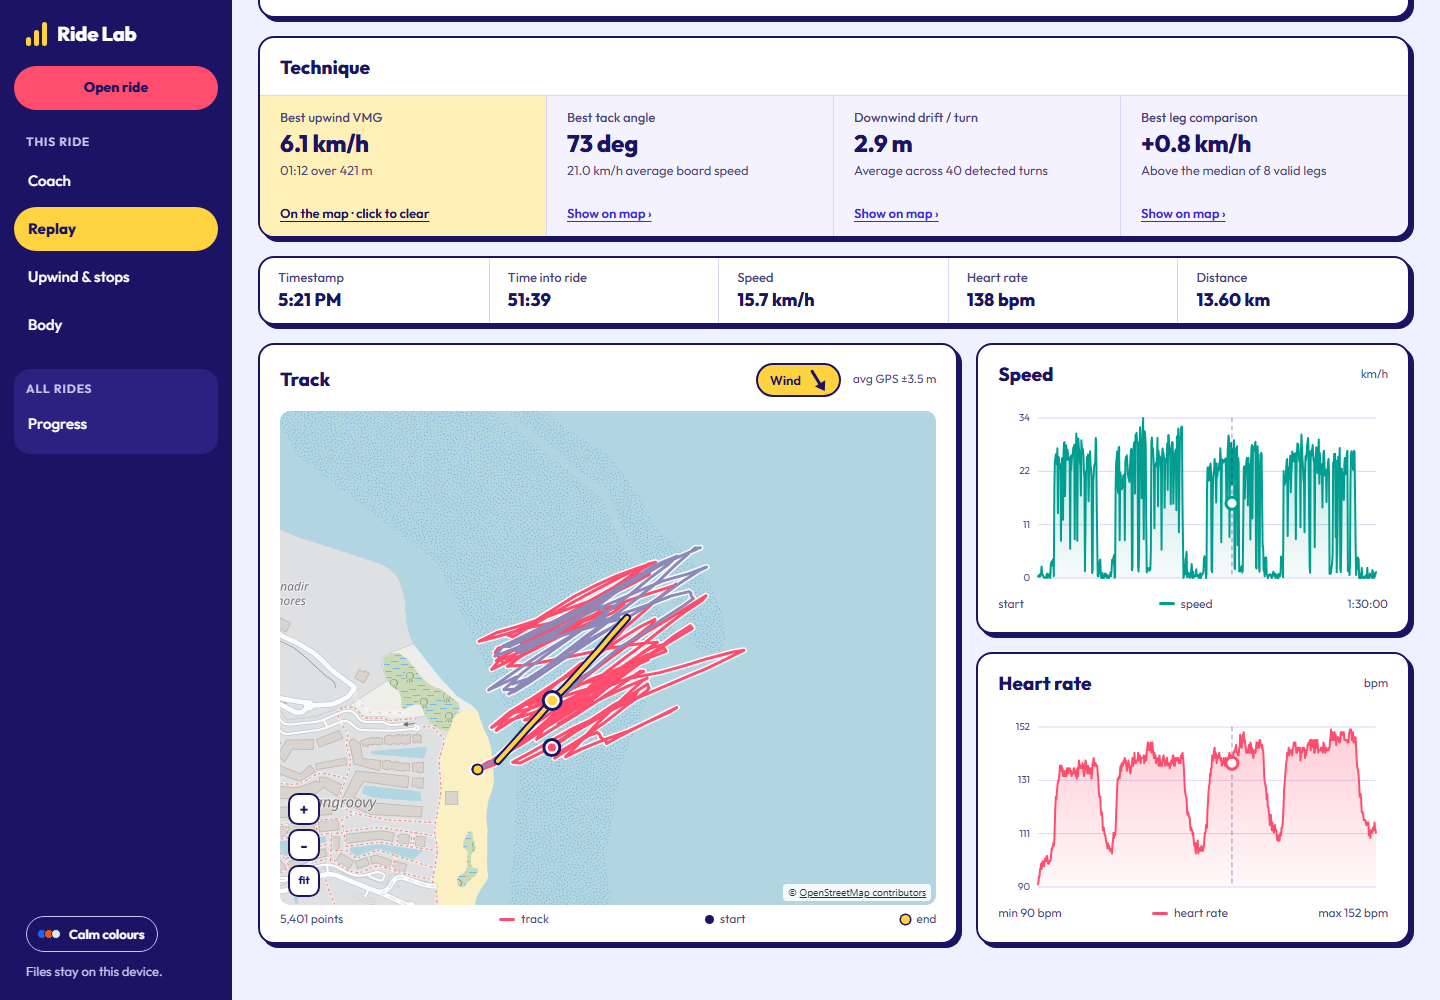 Ride Lab
Open ride
THIS RIDE
Coach
Replay
Upwind & stops
Body
ALL RIDES
Progress
Calm colours
Files stay on this device.
Technique
Best upwind VMG
6.1 km/h
01:12 over 421 m
On the map · click to clear
Best tack angle
73 deg
21.0 km/h average board speed
Show on map ›
Downwind drift / turn
2.9 m
Average across 40 detected turns
Show on map ›
Best leg comparison
+0.8 km/h
Above the median of 8 valid legs
Show on map ›
Timestamp
5:21 PM
Time into ride
51:39
Speed
15.7 km/h
Heart rate
138 bpm
Distance
13.60 km
Track
Wind
avg GPS ±3.5 m
nadir
hores
ngroovy
+
-
fit
© OpenStreetMap contributors
5,401 points
track
start
end
Speed
km/h
34
22
11
0
start
speed
1:30:00
Heart rate
bpm
152
131
111
90
min 90 bpm
heart rate
max 152 bpm